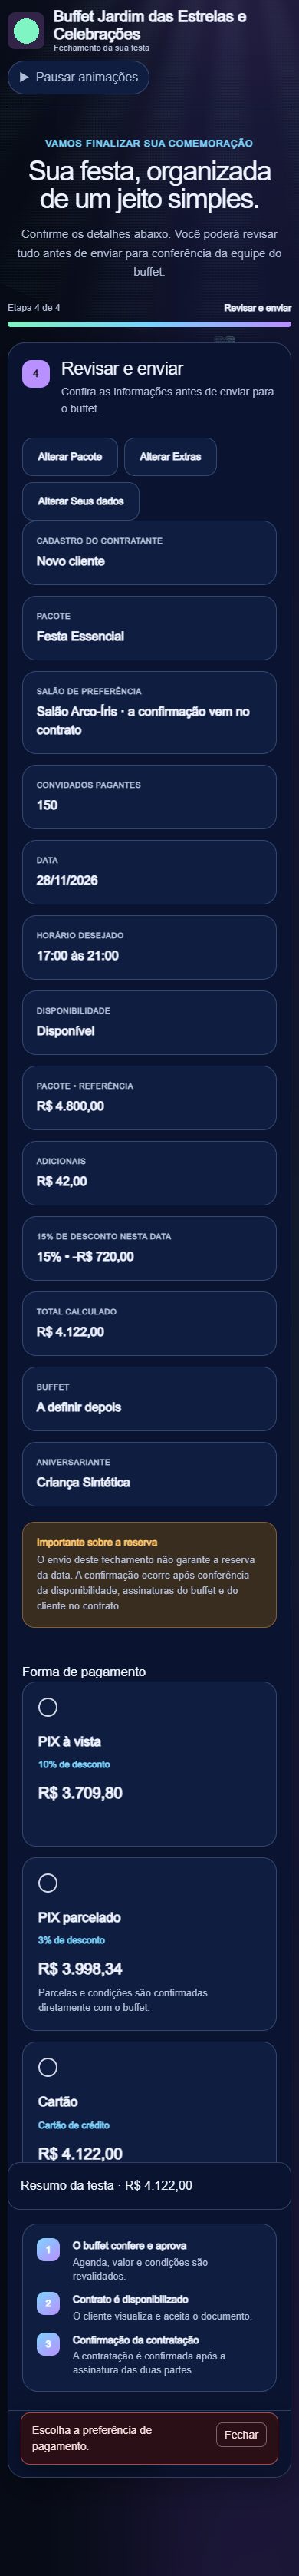 Buffet Jardim das Estrelas e
Celebrações
Fechamento da sua festa
Pausar animações
VAMOS FINALIZAR SUA COMEMORAÇÃO
Sua festa, organizada
de um jeito simples.
Confirme os detalhes abaixo. Você poderá revisar
tudo antes de enviar para conferência da equipe do
buffet.
Etapa 4 de 4
Revisar e enviar
4
Revisar e enviar
Confira as informações antes de enviar para
o buffet.
Alterar Pacote
Alterar Extras
Alterar Seus dados
CADASTRO DO CONTRATANTE
Novo cliente
PACOTE
Festa Essencial
SALÃO DE PREFERÊNCIA
Salão Arco-Íris · a confirmação vem no
contrato
CONVIDADOS PAGANTES
150
DATA
28/11/2026
HORÁRIO DESEJADO
17:00 às 21:00
DISPONIBILIDADE
Disponível
PACOTE • REFERÊNCIA
R$ 4.800,00
ADICIONAIS
R$ 42,00
15% DE DESCONTO NESTA DATA
15% • -R$ 720,00
TOTAL CALCULADO
R$ 4.122,00
BUFFET
A definir depois
ANIVERSARIANTE
Criança Sintética
Importante sobre a reserva
O envio deste fechamento não garante a reserva
da data. A confirmação ocorre após conferência
da disponibilidade, assinaturas do buffet e do
cliente no contrato.
Forma de pagamento
PIX à vista
10% de desconto
R$ 3.709,80
PIX parcelado
3% de desconto
R$ 3.998,34
Parcelas e condições são confirmadas
diretamente com o buffet.
Cartão
Cartão de crédito
R$ 4.122,00
Resumo da festa · R$ 4.122,00
1
O buffet confere e aprova
Agenda, valor e condições são
revalidados.
2
Contrato é disponibilizado
O cliente visualiza e aceita o documento.
3
Confirmação da contratação
A contratação é confirmada após a
assinatura das duas partes.
Escolha a preferência de
pagamento.
Fechar